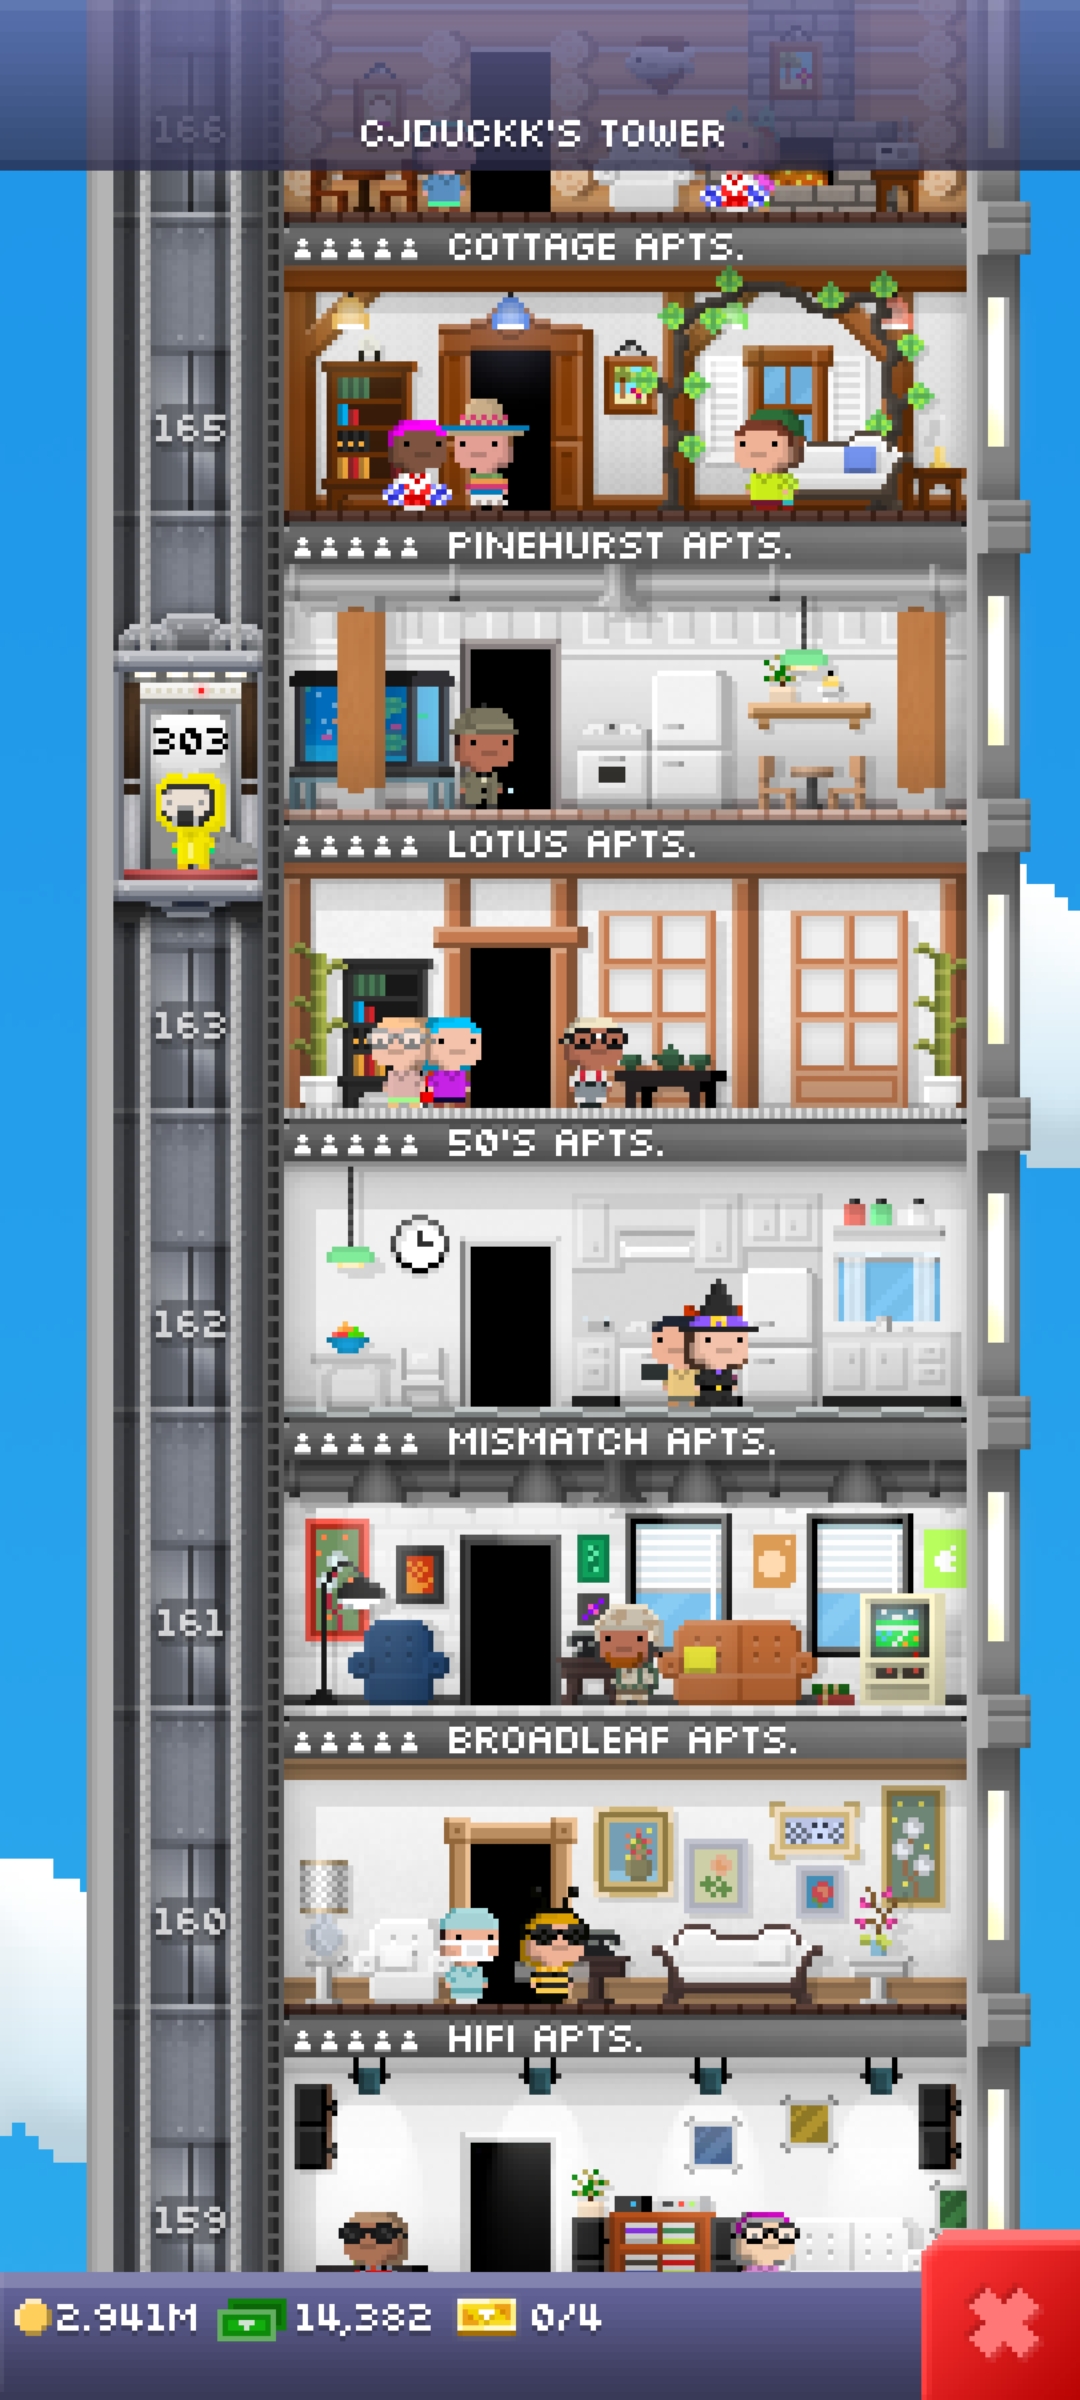 166
CJDUCKK'S TOWER
COTTAGE APTS.
165
PINEHURST APTS.
303
LOTUS APTS.
163
50'S APTS.
162
MISMATCH APTS.
161
BROADLEAF APTS.
160
HIFI APTS.
159
2.941M 14,382 0/4